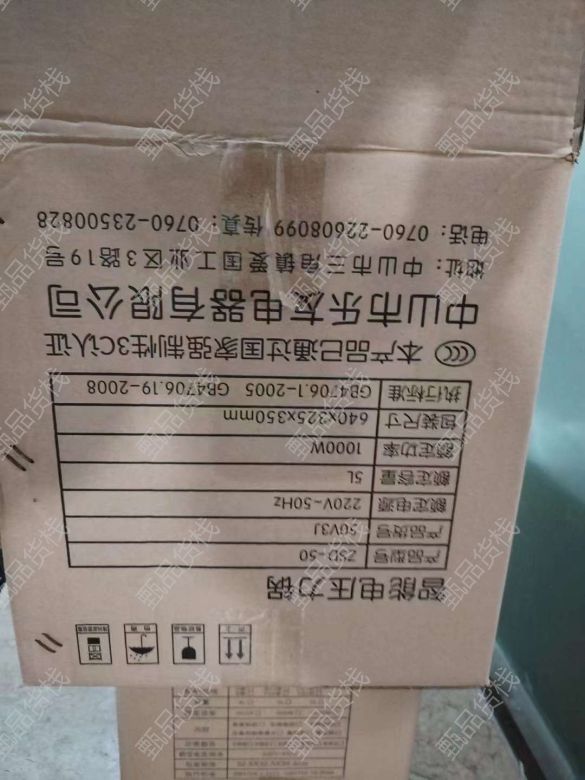 智能电压力锅
产品型号 ZSD-50
产品货号 5GV3J
额定电源 220V~50Hz
额定容量 5L
额定功率 1000W
包装尺寸 640x325x350mm
执行标准 GB4706.1-2005 GB4706.19-2008
本产品已通过国家强制性3C认证
中山市乐友电器有限公司
地址：中山市三角镇爱国工业区3路19号
电话：0760-22608099 传真：0760-23500828
甄品货栈